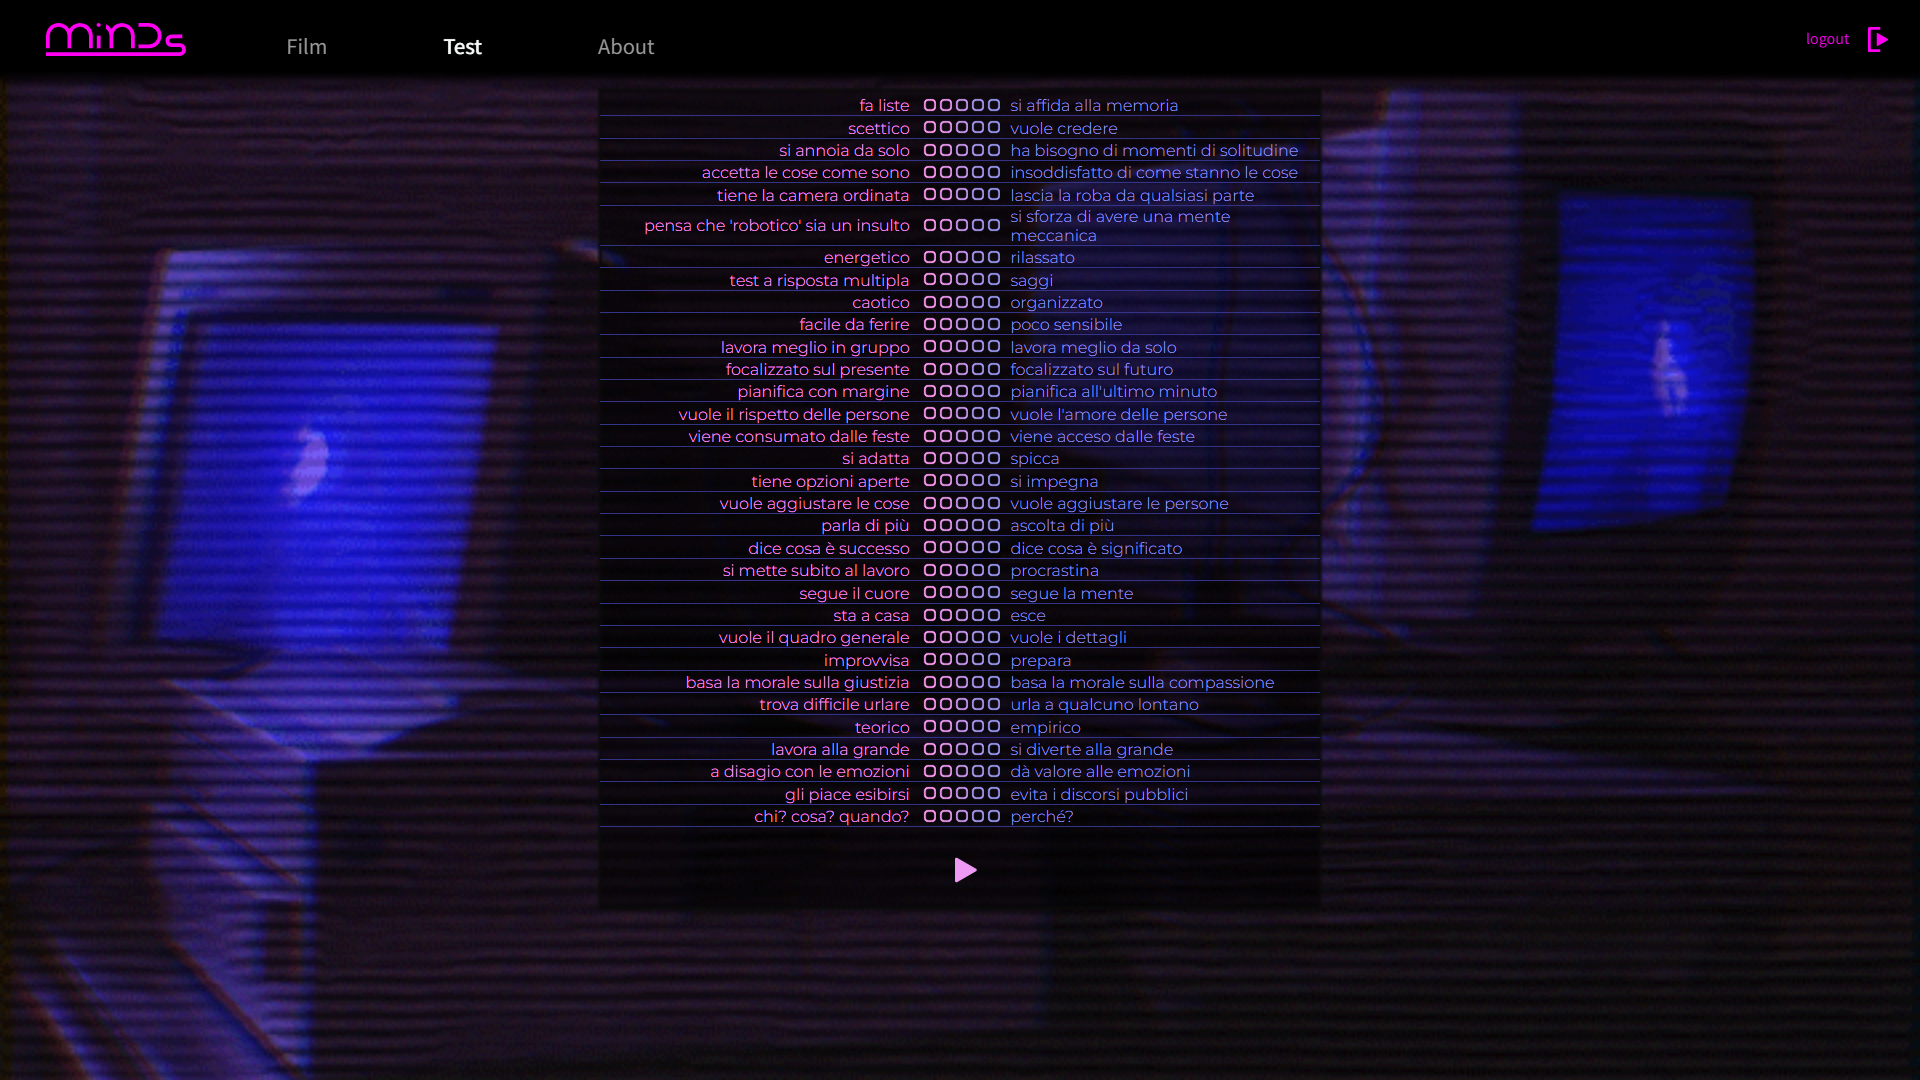 minDs
Film
Test
About
logout
fa liste si affida alla memoria
scettico vuole credere
si annoia da solo ha bisogno di momenti di solitudine
accetta le cose come sono insoddisfatto di come stanno le cose
tiene la camera ordinata lascia la roba da qualsiasi parte
pensa che 'robotico' sia un insulto si sforza di avere una mente
meccanica
energetico rilassato
test a risposta multipla saggi
caotico organizzato
facile da ferire poco sensibile
lavora meglio in gruppo lavora meglio da solo
focalizzato sul presente focalizzato sul futuro
pianifica con margine pianifica all'ultimo minuto
vuole il rispetto delle persone vuole l'amore delle persone
viene consumato dalle feste viene acceso dalle feste
si adatta spicca
tiene opzioni aperte si impegna
vuole aggiustare le cose vuole aggiustare le persone
parla di più ascolta di più
dice cosa è successo dice cosa è significato
si mette subito al lavoro procrastina
segue il cuore segue la mente
sta a casa esce
vuole il quadro generale vuole i dettagli
improvvisa prepara
basa la morale sulla giustizia basa la morale sulla compassione
trova difficile urlare urla a qualcuno lontano
teorico empirico
lavora alla grande si diverte alla grande
a disagio con le emozioni dà valore alle emozioni
gli piace esibirsi evita i discorsi pubblici
chi? cosa? quando? perché?